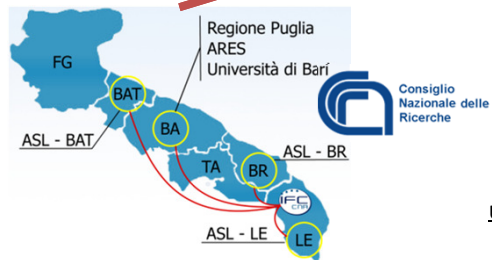 Regione Puglia
ARES
Università di Barí
FG
BAT
BA
ASL - BAT
TA
BR
ASL - BR
IFC
CNR
ASL - LE
LE
Consiglio
Nazionale delle
Ricerche